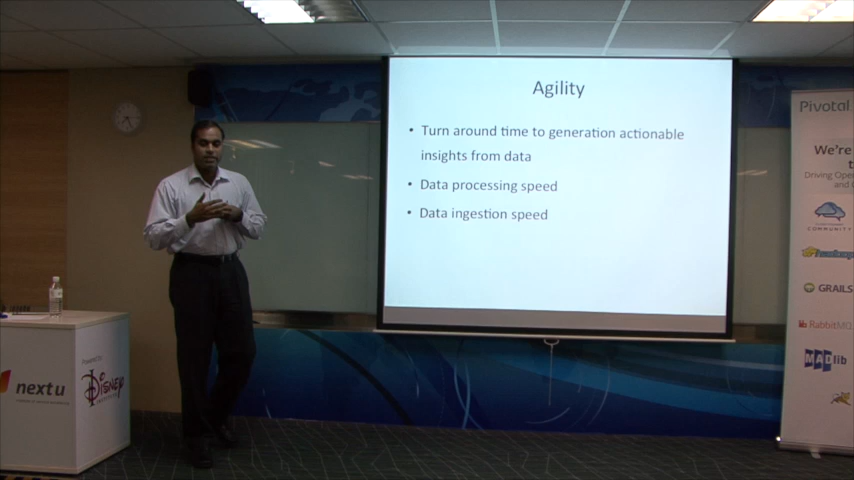 Agility
• Turn around time to generation actionable
insights from data
• Data processing speed
• Data ingestion speed
Pivotal
We're
Driving Ope
and
COMMUNITY
GRAILS
RabbitMQ
MADlib
nextu
Disney